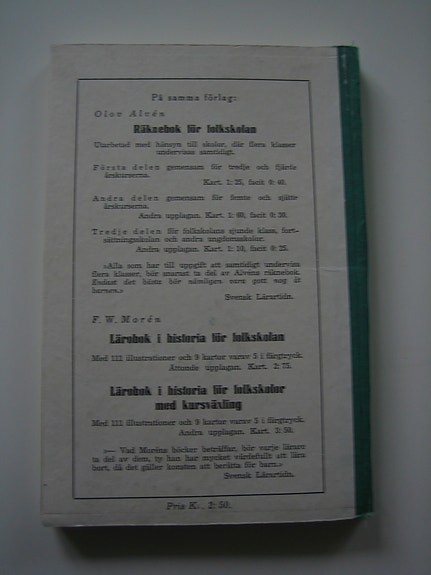 På samma förlag:
Olov Alvén
Räknebok för folkskolan
Utarbetad med hänsyn till skolor, där flera klasser
undervisas samtidigt.
Första delen gemensam för tredje och fjärde
årskurserna.
Kart. 1: 25, facit 0: 40.
Andra delen gemensam för femte och sjätte
årskurserna.
Andra upplagan. Kart. 1: 60, facit 0: 30.
Tredje delen för folkskolans sjunde klass, fort-
sättningsskolan och andra ungdomsskolor.
Andra upplagan. Kart. 1: 10, facit 0: 25.
»Alla som har till uppgift att samtidigt undervisa
flera klasser, bör snarast ta del av Alvéns räknebok.
Endast det bästa bör nämligen vara gott nog åt
barnen.»
Svensk Lärartidn.
F. W. Morén
Lärobok i historia för folkskolan
Med 111 illustrationer och 9 kartor varav 5 i färgtryck.
Åttonde upplagan. Kart. 2: 75.
Lärobok i historia för folkskolor
med kursväxling
Med 111 illustrationer och 9 kartor varav 5 i färgtryck.
Andra upplagan. Kart. 2: 50.
»— Vad Moréns böcker beträffar, bör varje lärare
ta del av dem, ty han har mycket värdefullt att lära
bort, då det gäller konsten att berätta för barn.»
Svensk Lärartidn.
Pris Kr. 2: 50.